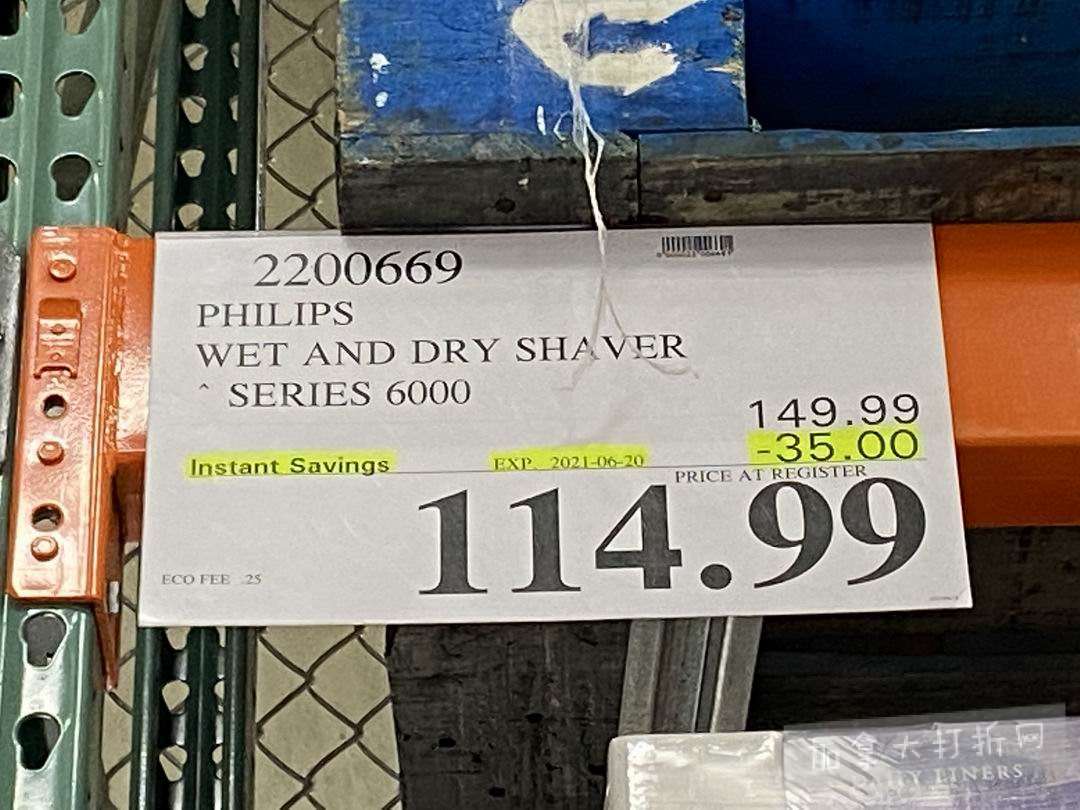 2200669
PHILIPS
WET AND DRY SHAVER
^ SERIES 6000
149.99
-35.00
Instant Savings EXP. 2021-06-20
PRICE AT REGISTER
114.99
ECO FEE .25
加拿大打折网
LINERS